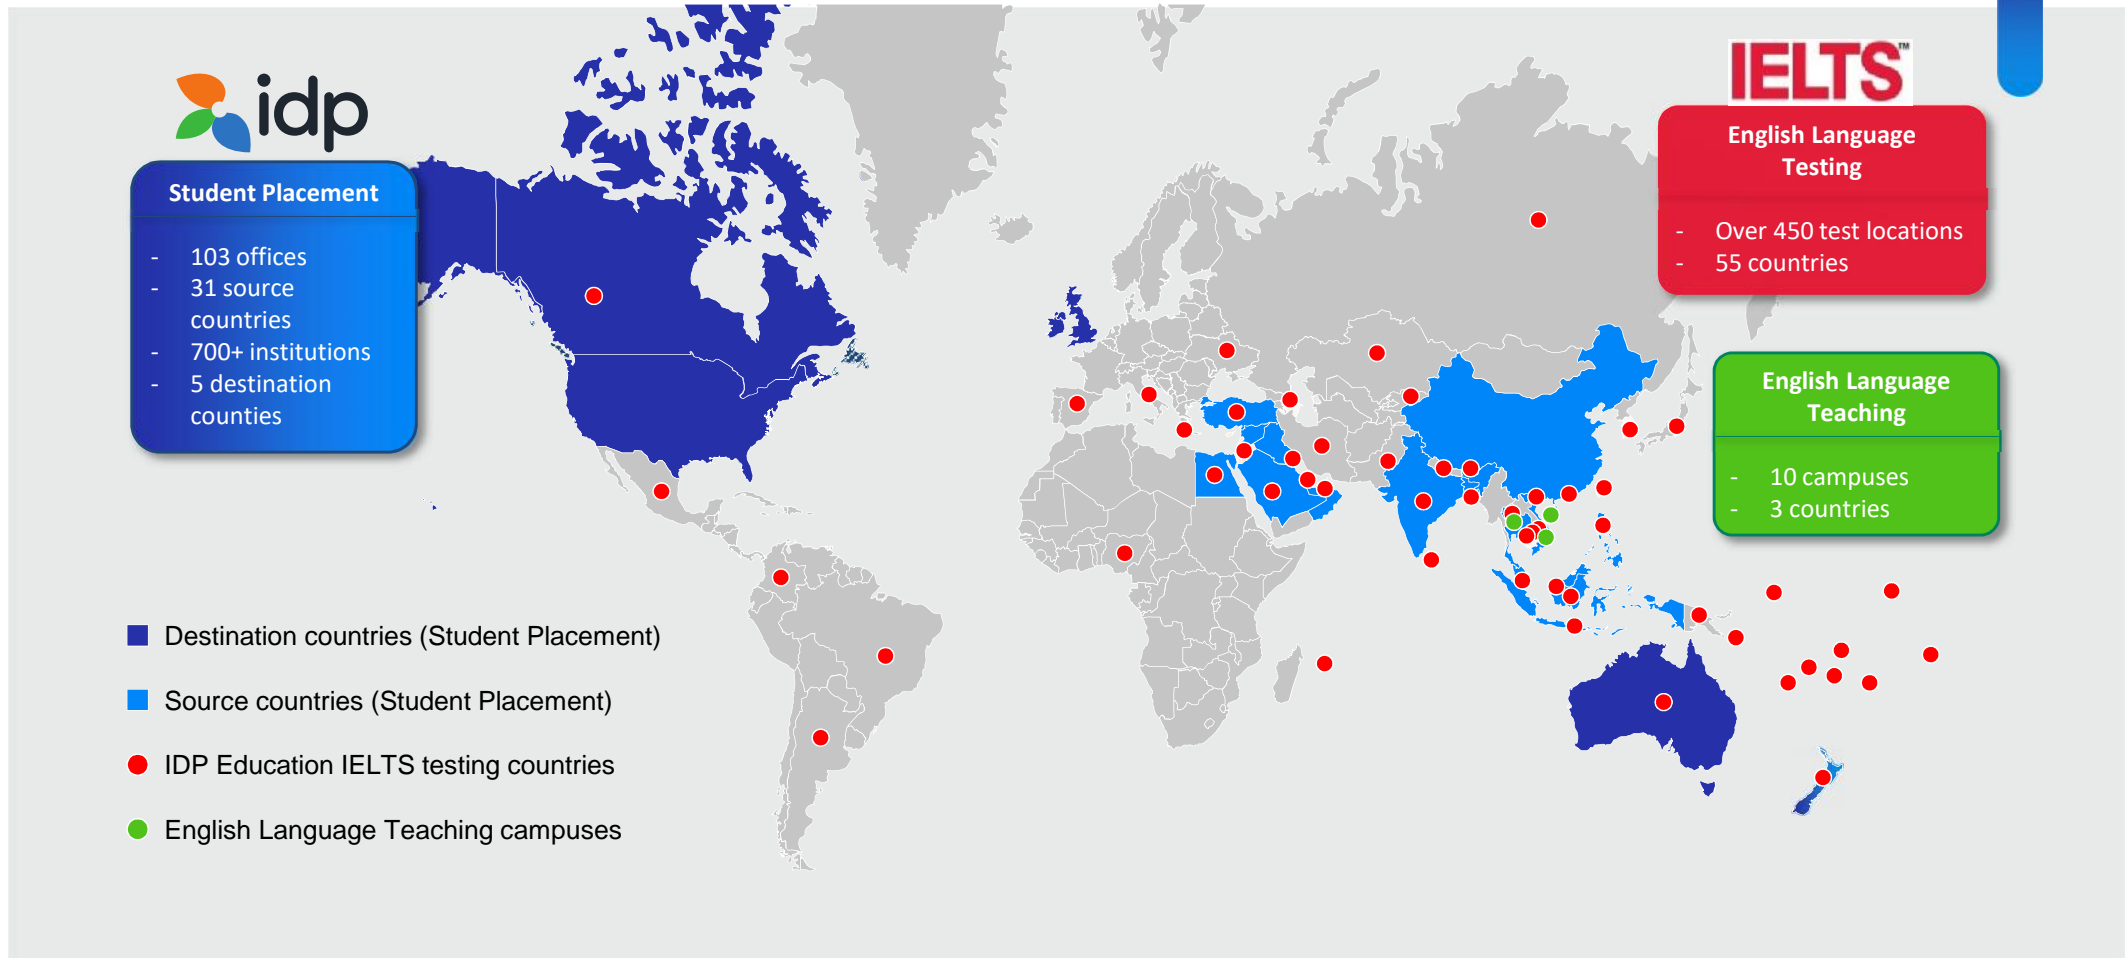 idp
Student Placement
- 103 offices
- 31 source
countries
- 700+ institutions
- 5 destination
counties
IELTS™
English Language
Testing
- Over 450 test locations
- 55 countries
English Language
Teaching
- 10 campuses
- 3 countries
Destination countries (Student Placement)
Source countries (Student Placement)
IDP Education IELTS testing countries
English Language Teaching campuses